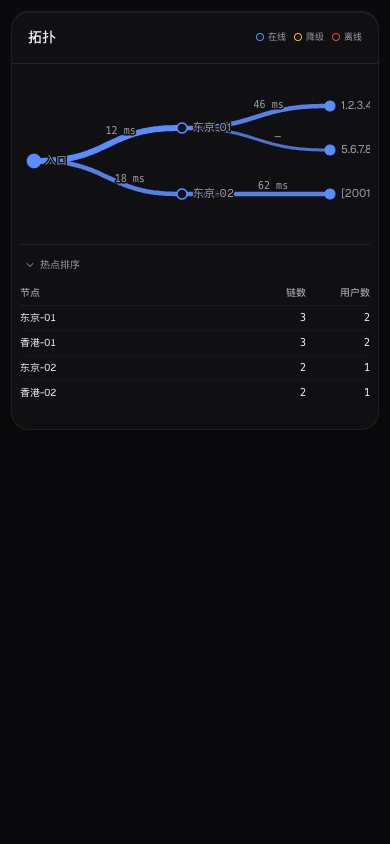 拓扑
在线 降级 离线
46 ms
1.2.3.4
12 ms
东京-01
—
5.6.7.8
入口
18 ms
62 ms
东京-02
[2001
热点排序
节点 链数 用户数
东京-01 3 2
香港-01 3 2
东京-02 2 1
香港-02 2 1